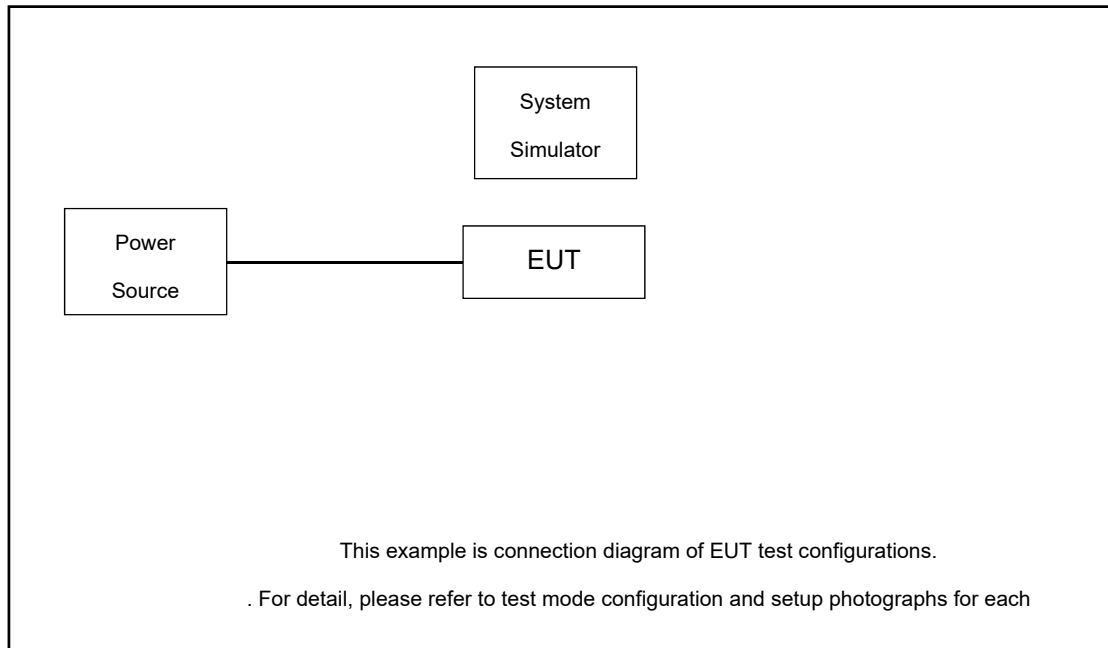 System
Simulator
Power
Source
EUT
This example is connection diagram of EUT test configurations.
. For detail, please refer to test mode configuration and setup photographs for each